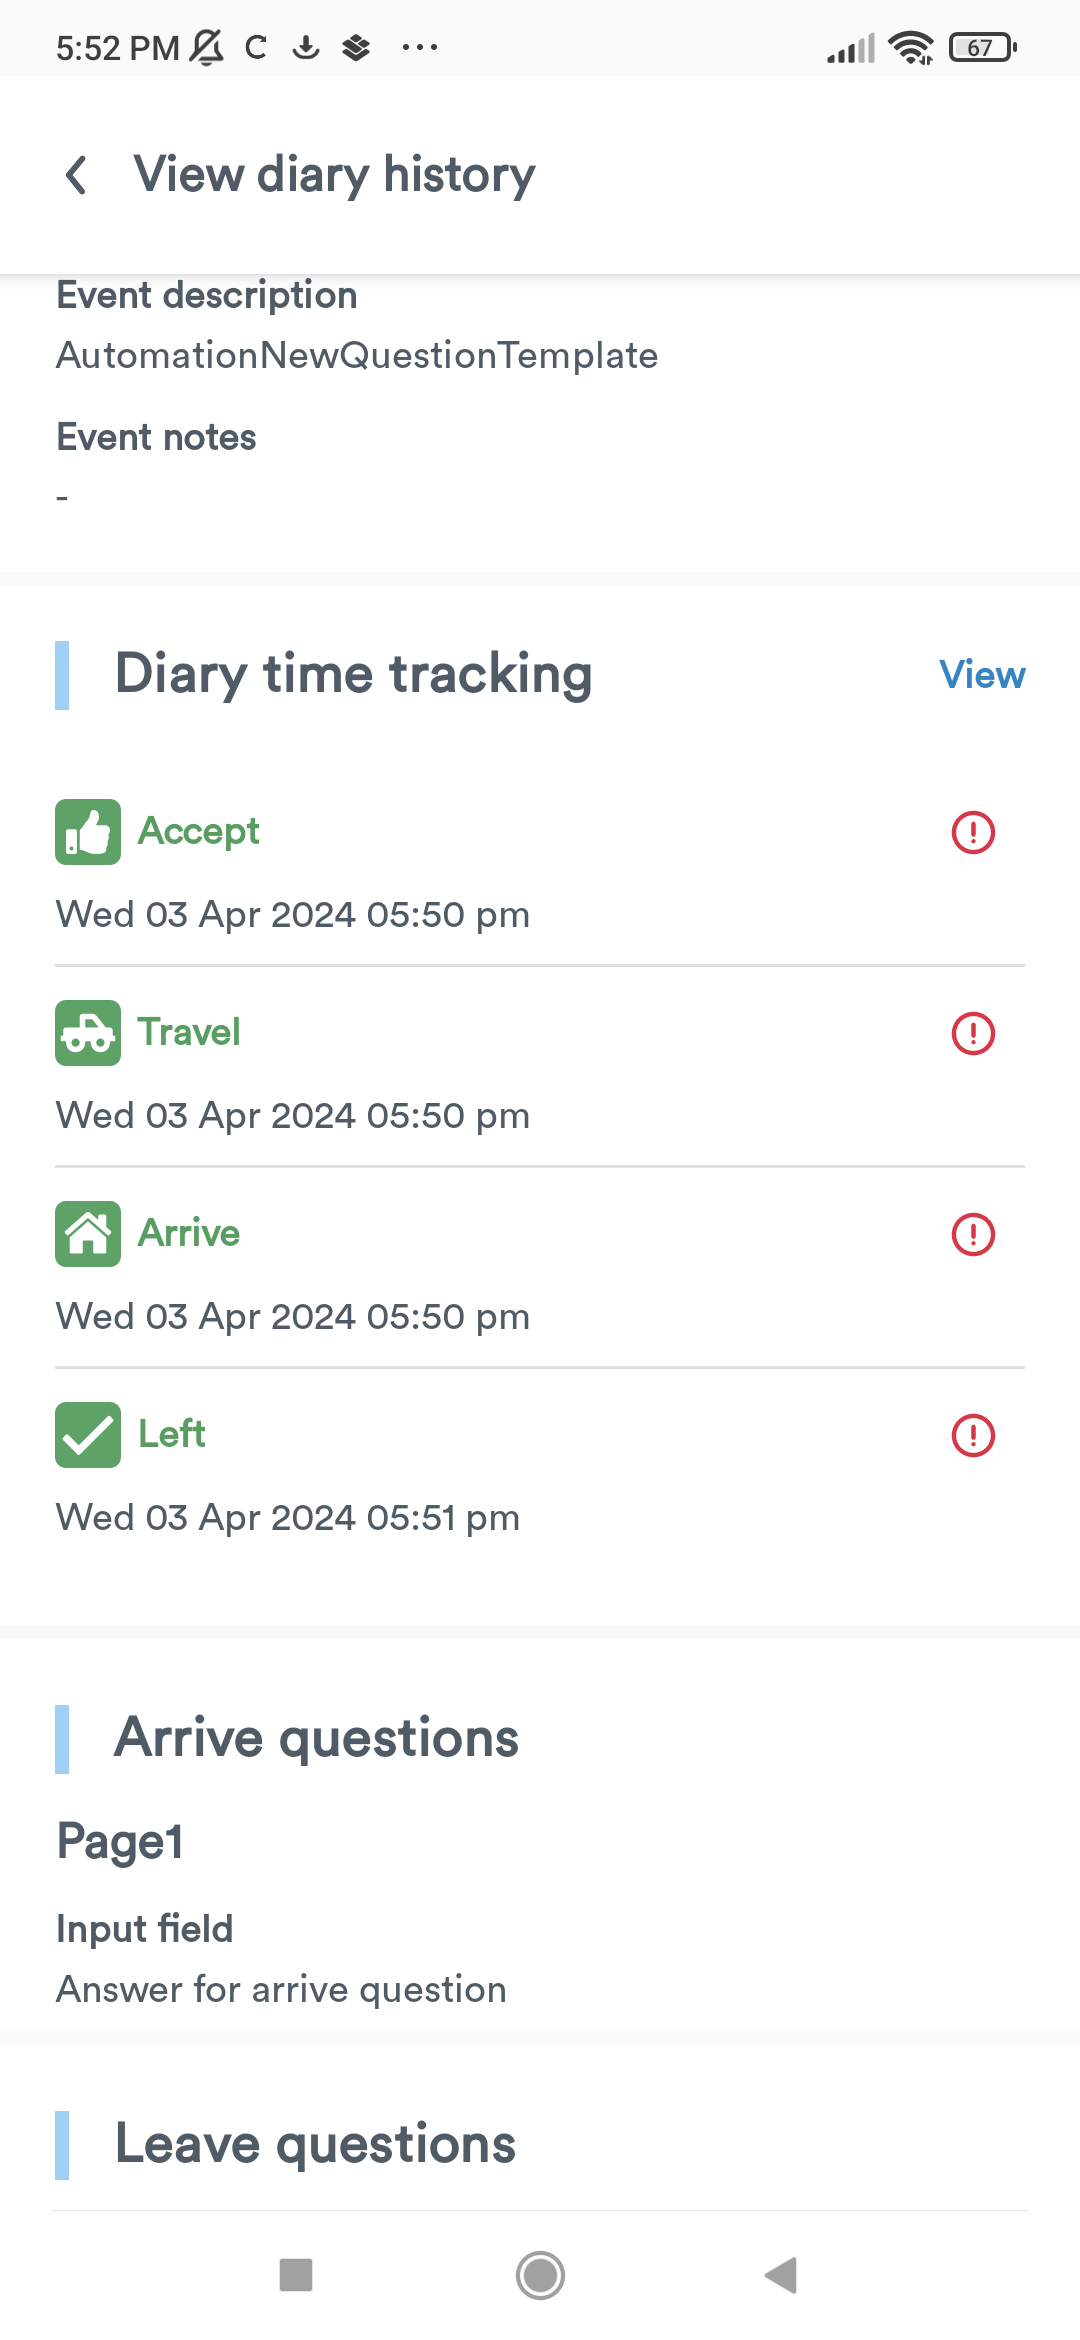 5:52 PM
67
View diary history
Event description
AutomationNewQuestionTemplate
Event notes
-
Diary time tracking
View
Accept
Wed 03 Apr 2024 05:50 pm
Travel
Wed 03 Apr 2024 05:50 pm
Arrive
Wed 03 Apr 2024 05:50 pm
Left
Wed 03 Apr 2024 05:51 pm
Arrive questions
Page1
Input field
Answer for arrive question
Leave questions